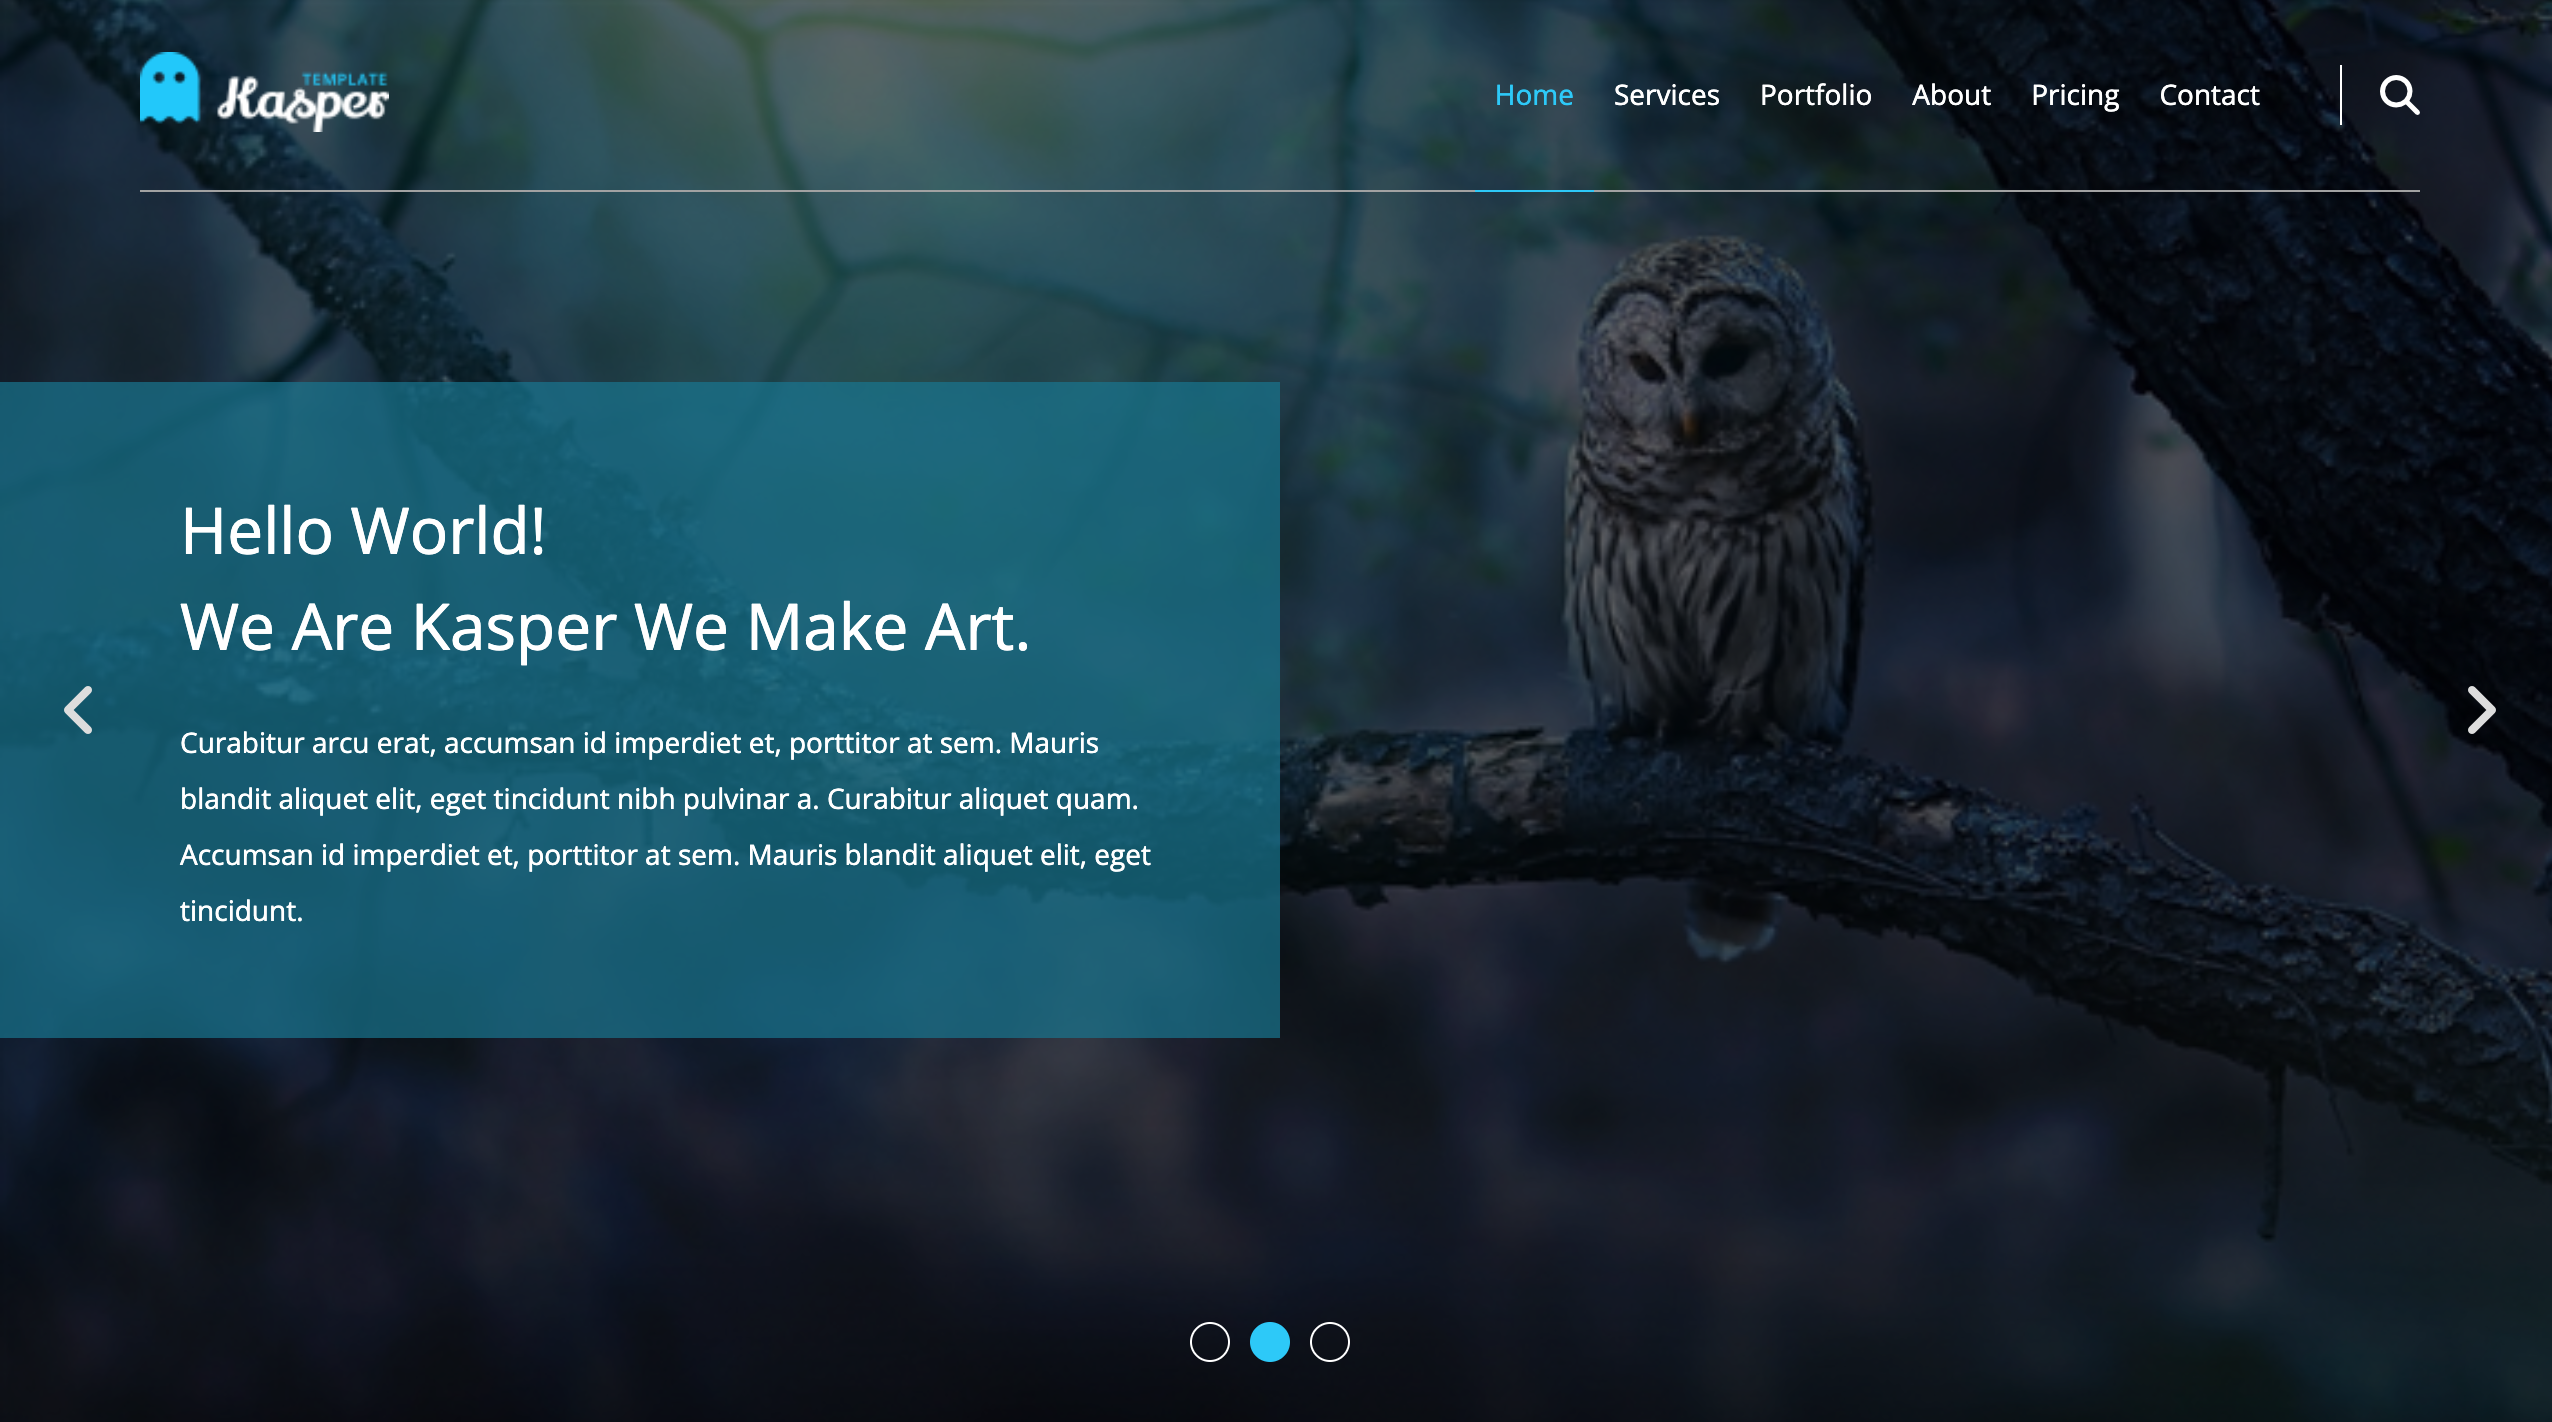 TEMPLATE
Kasper
Home Services Portfolio About Pricing Contact
Hello World!
We Are Kasper We Make Art.
Curabitur arcu erat, accumsan id imperdiet et, porttitor at sem. Mauris
blandit aliquet elit, eget tincidunt nibh pulvinar a. Curabitur aliquet quam.
Accumsan id imperdiet et, porttitor at sem. Mauris blandit aliquet elit, eget
tincidunt.